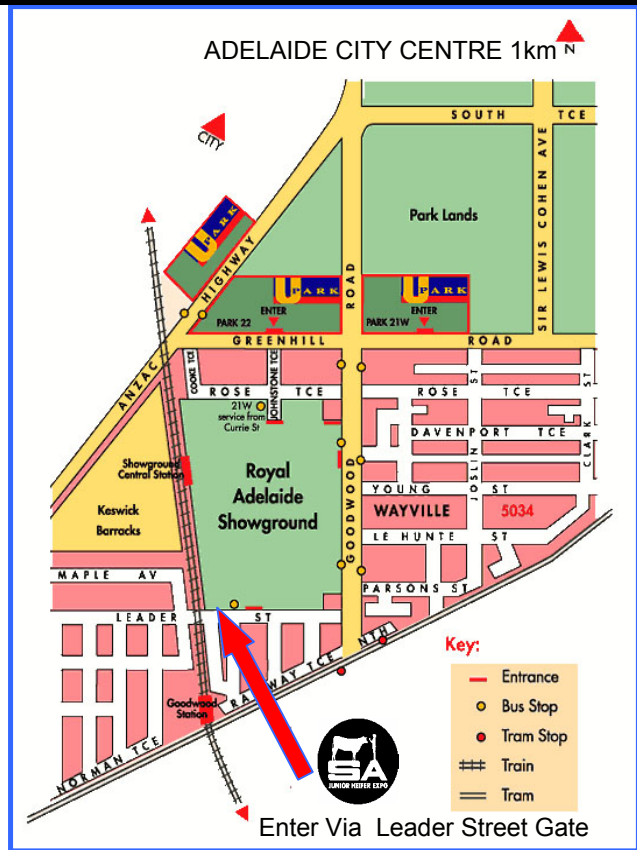 ADELAIDE CITY CENTRE 1km
N
CITY
SOUTH TCE
SIR LEWIS COHEN AVE
Park Lands
U PARK
ANZAC HIGHWAY
U PARK
ENTER
PARK 22
U PARK
ENTER
PARK 21W
GOODWOOD ROAD
GREENHILL ROAD
COOKE TCE
JOHNSTONE TCE
ROSE TCE
ROSE TCE
21W
service from
Currie St
JOSLIN ST
CLARK ST
DAVENPORT TCE
Showground
Central Station
Royal
Adelaide
Showground
Keswick
Barracks
YOUNG ST
WAYVILLE 5034
LE HUNTE ST
MAPLE AV
PARSONS ST
LEADER ST
RAILWAY TCE NTH
Goodwood
Station
NORMAN TCE
Key:
Entrance
Bus Stop
Tram Stop
Train
Tram
SA
JUNIOR HEIFER EXPO
Enter Via Leader Street Gate